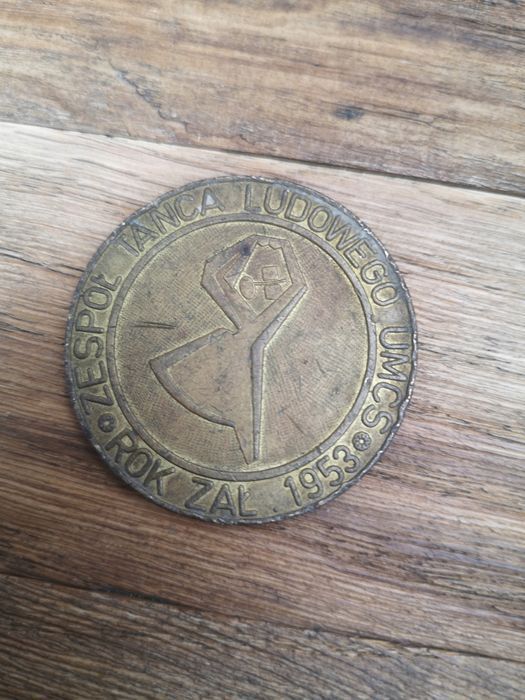 ZESPÓŁ TAŃCA LUDOWEGO UMCS
ROK ZAŁ. 1953